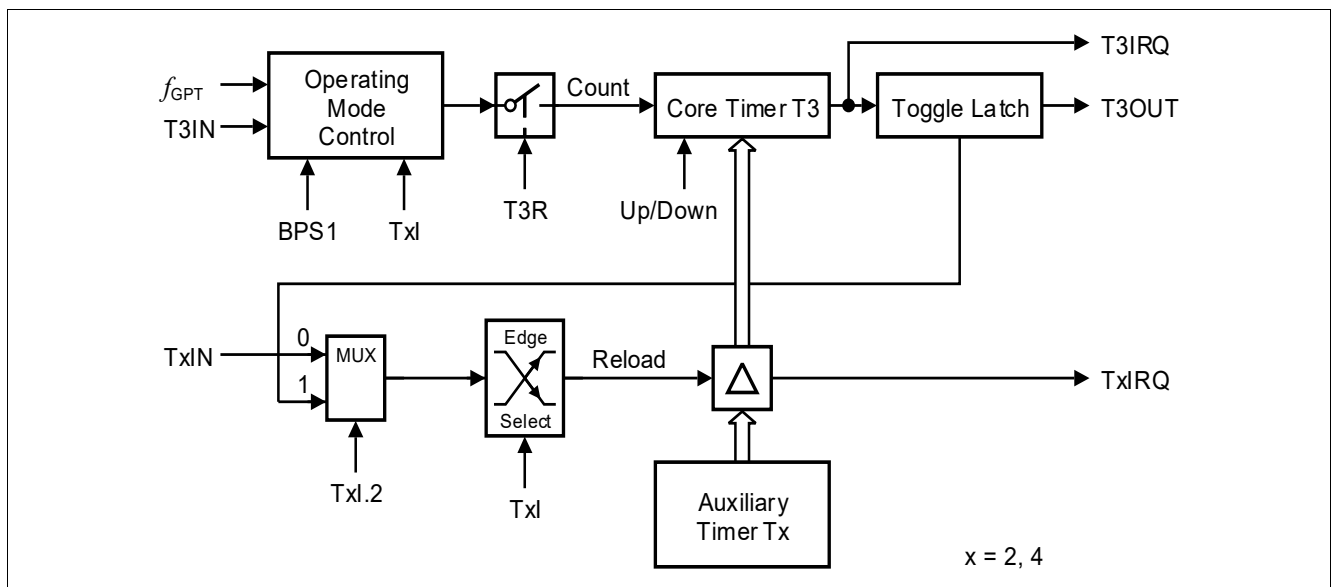 fGPT
T3IN
Operating
Mode
Control
BPS1
TxI
T3R
Count
Core Timer T3
Up/Down
Toggle Latch
T3IRQ
T3OUT
TxIN
0
1
MUX
TxI.2
Edge
Select
TxI
Reload
TxIRQ
Auxiliary
Timer Tx
x = 2, 4